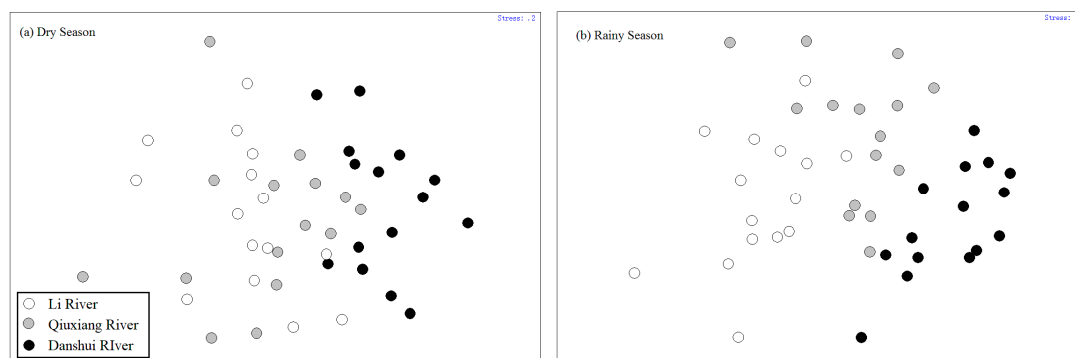 Stress: .2
(a) Dry Season
Li River
Qiuxiang River
Danshui RIver
Stress:
(b) Rainy Season